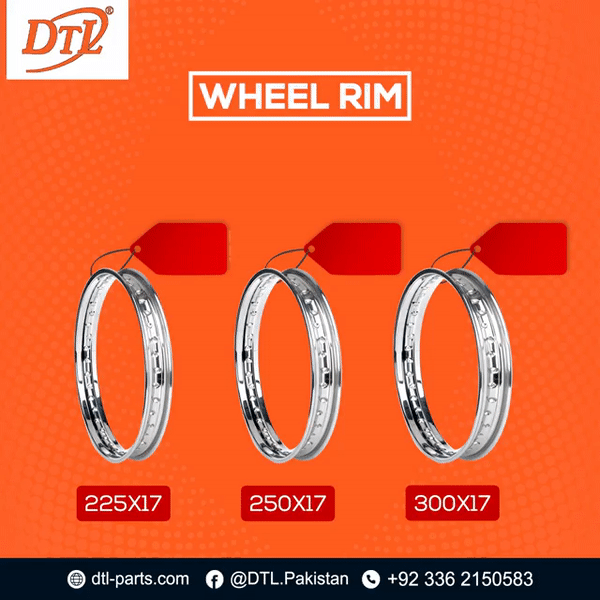 DTL®
WHEEL RIM
225X17 250X17 300X17
dtl-parts.com @DTL.Pakistan +92 336 2150583